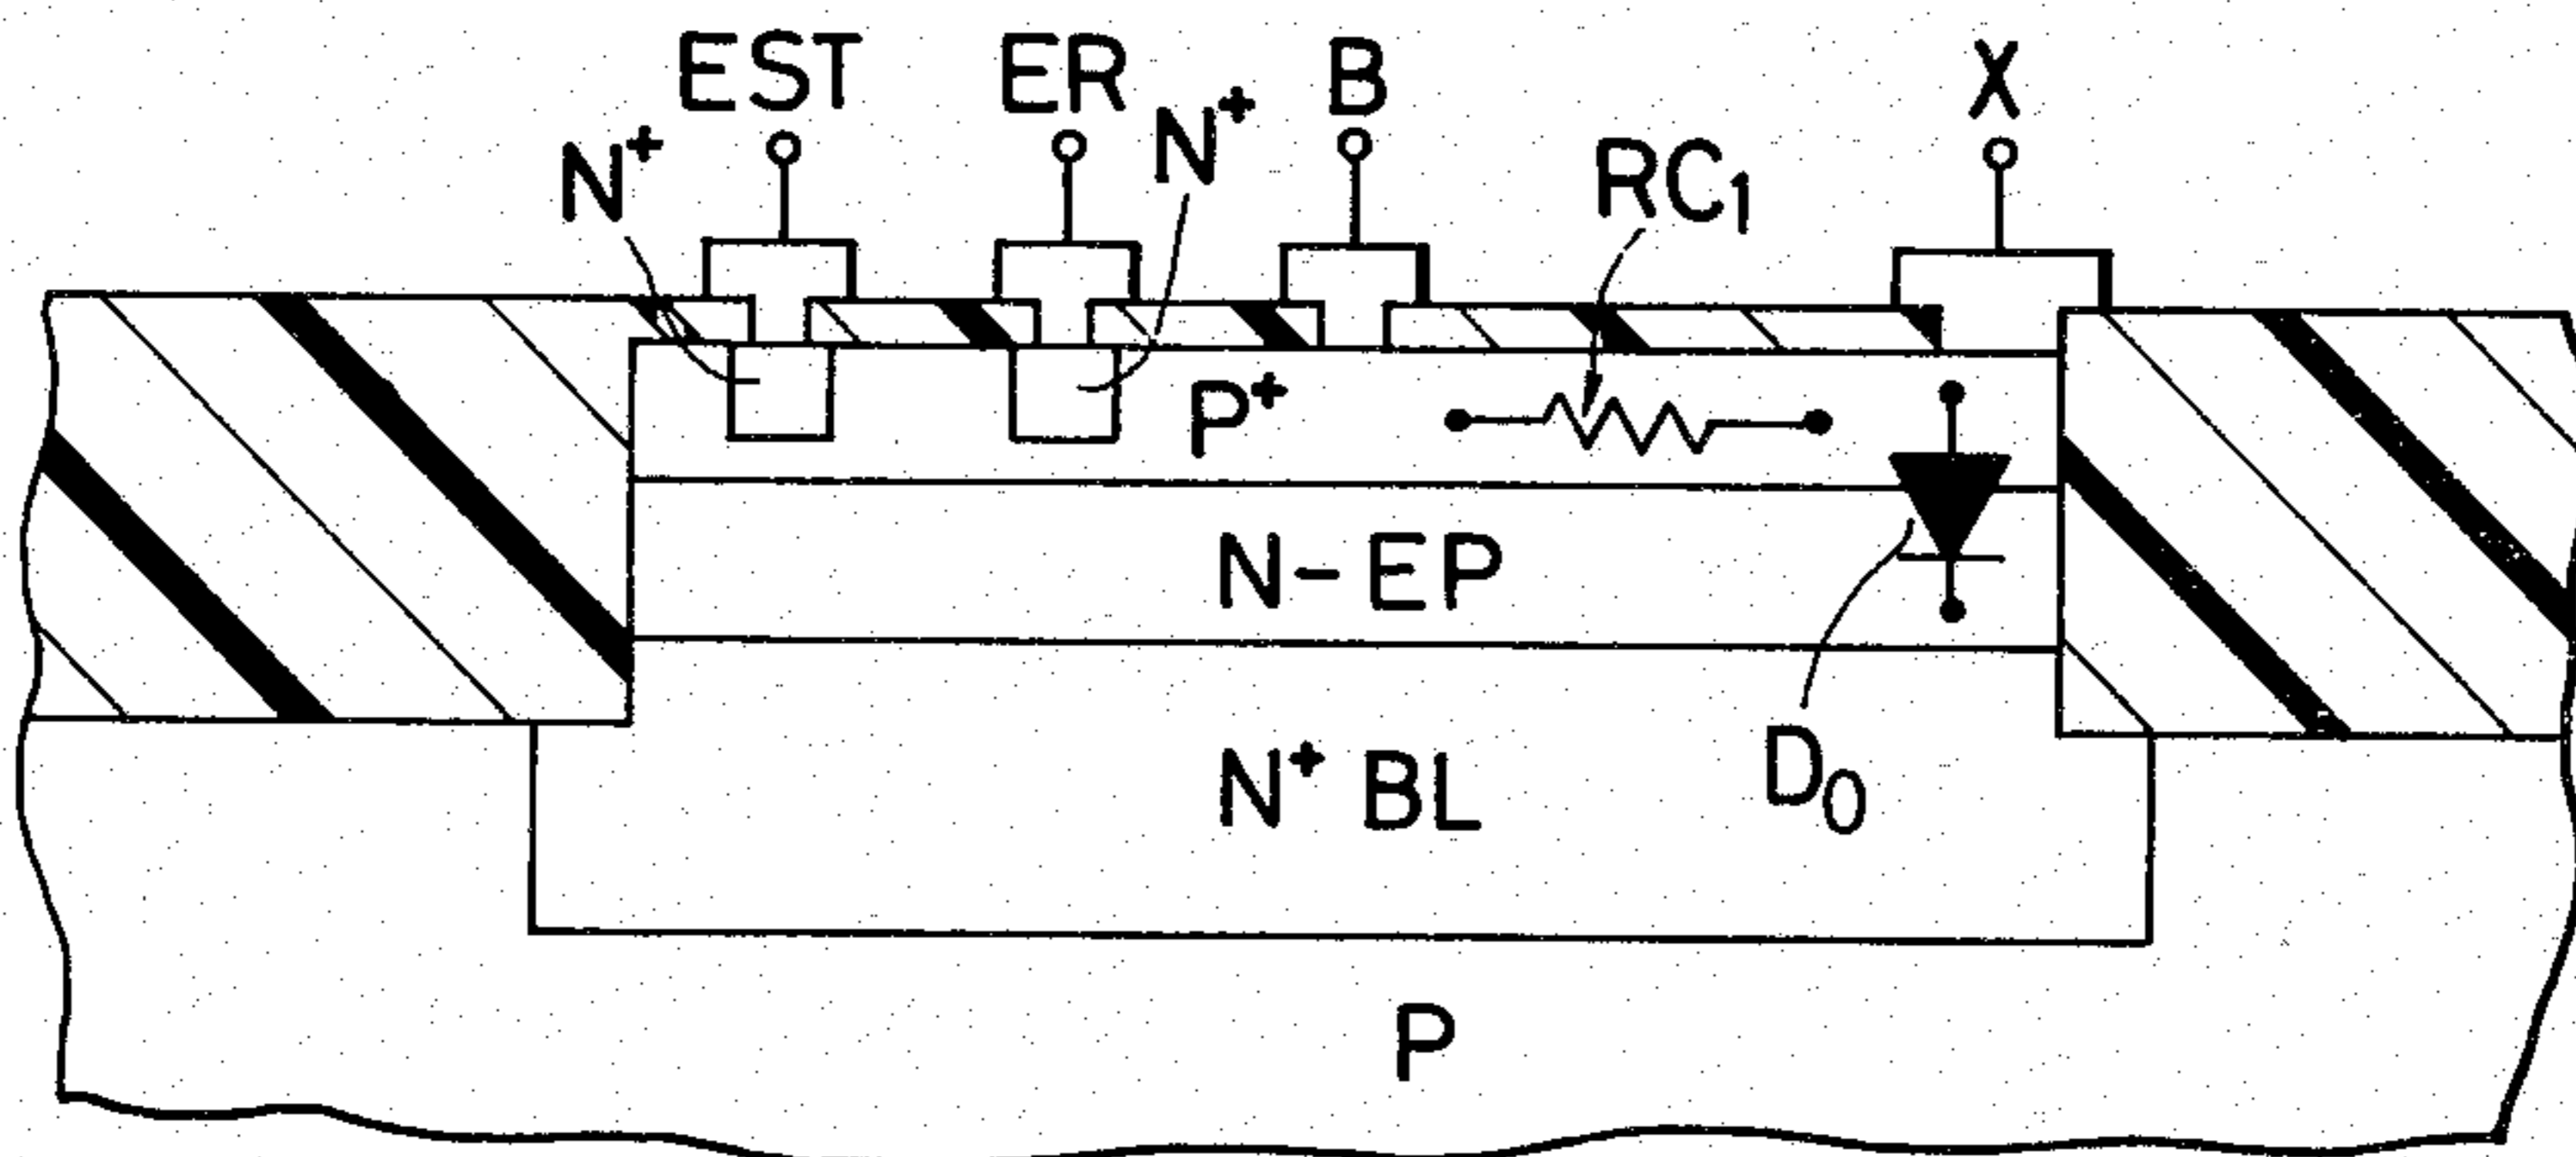 EST ER B X
N⁺ N⁺ RC₁
P⁺
N-EP
N⁺ BL D₀
P